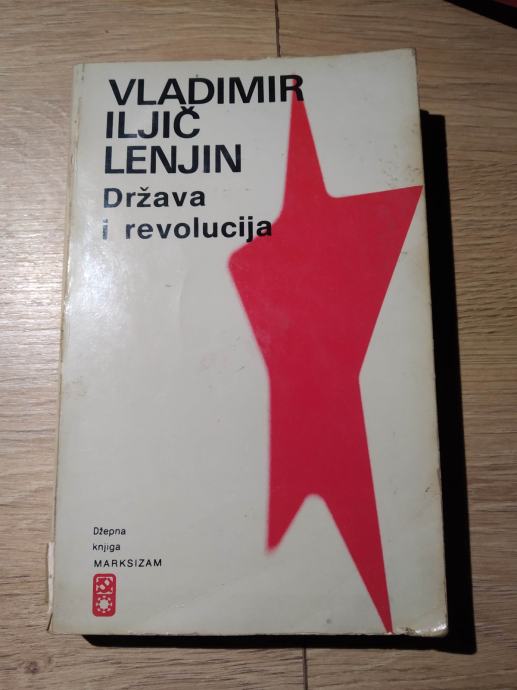 VLADIMIR
ILJIČ
LENJIN
Država
i revolucija
Džepna
knjiga
MARKSIZAM